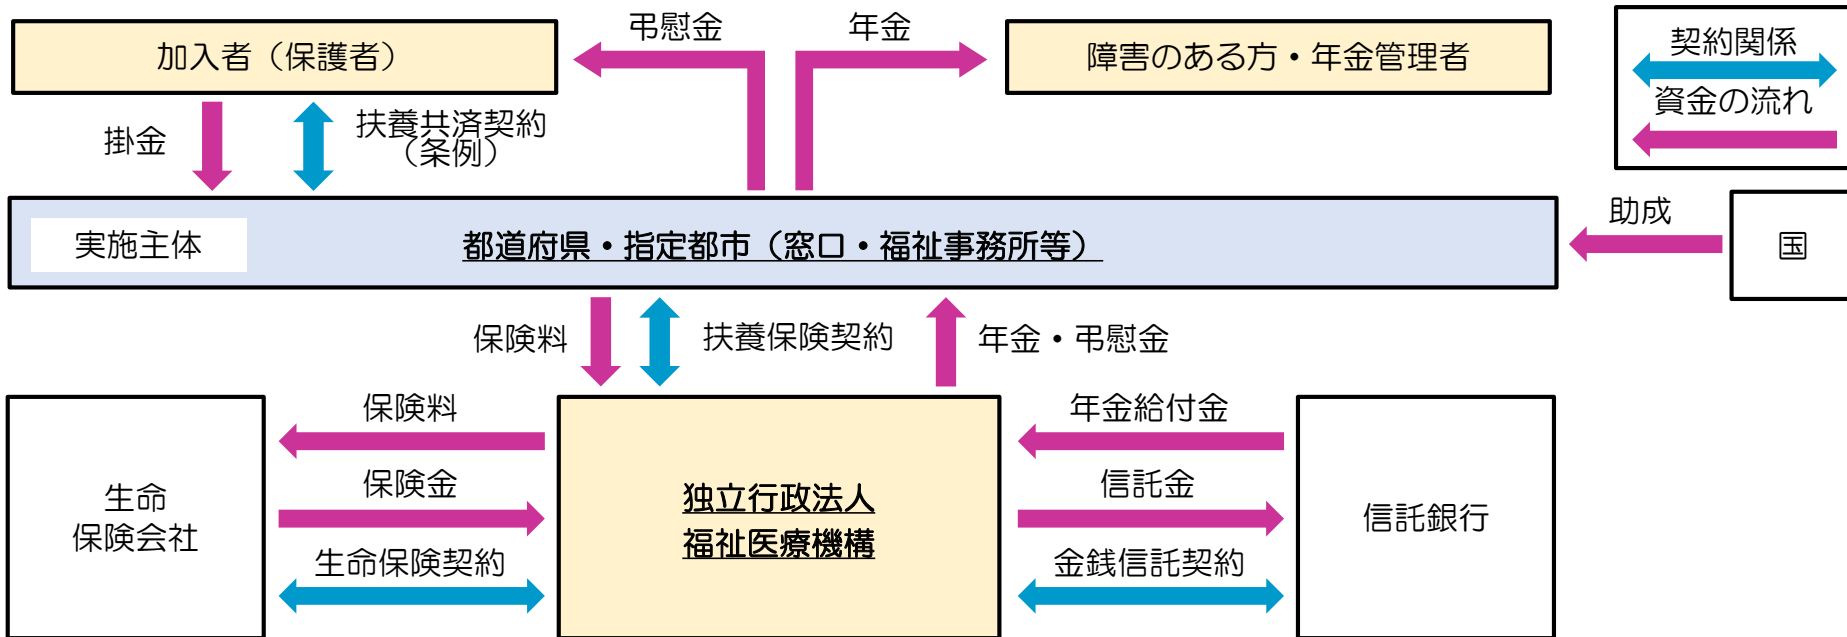 弔慰金
年金
加入者（保護者）
障害のある方・年金管理者
契約関係
資金の流れ
掛金
扶養共済契約
（条例）
実施主体
都道府県・指定都市（窓口・福祉事務所等）
助成
国
保険料
扶養保険契約
年金・弔慰金
生命
保険会社
保険料
保険金
生命保険契約
独立行政法人
福祉医療機構
年金給付金
信託金
金銭信託契約
信託銀行